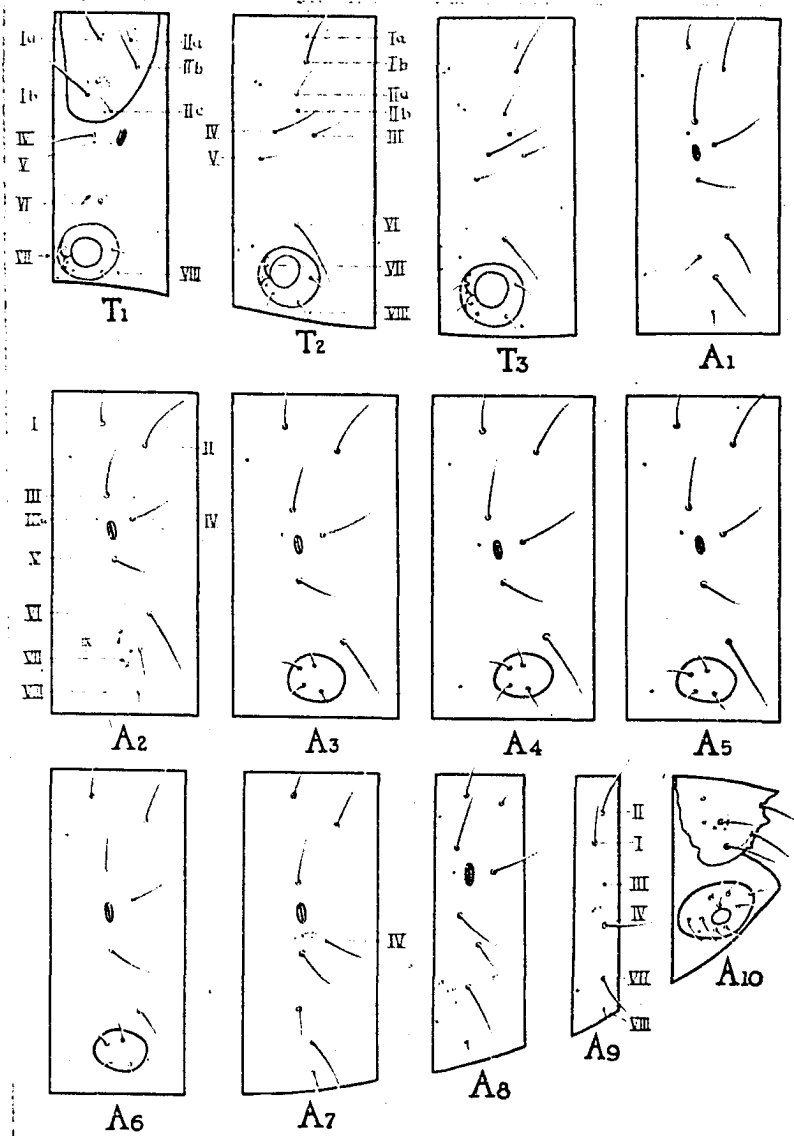 Ia IIa Ia
IIb Ib
Ib IIa
IIc IIb
IV IV III
V V
VI VI
VII VIII VII
VIII
T1 T2 T3 A1
I II
III
IV
V
VI
IX
VII
VIII
A2 A3 A4 A5
II
I
III
IV IV
VII
VIII
A10
A9
A8
A6 A7